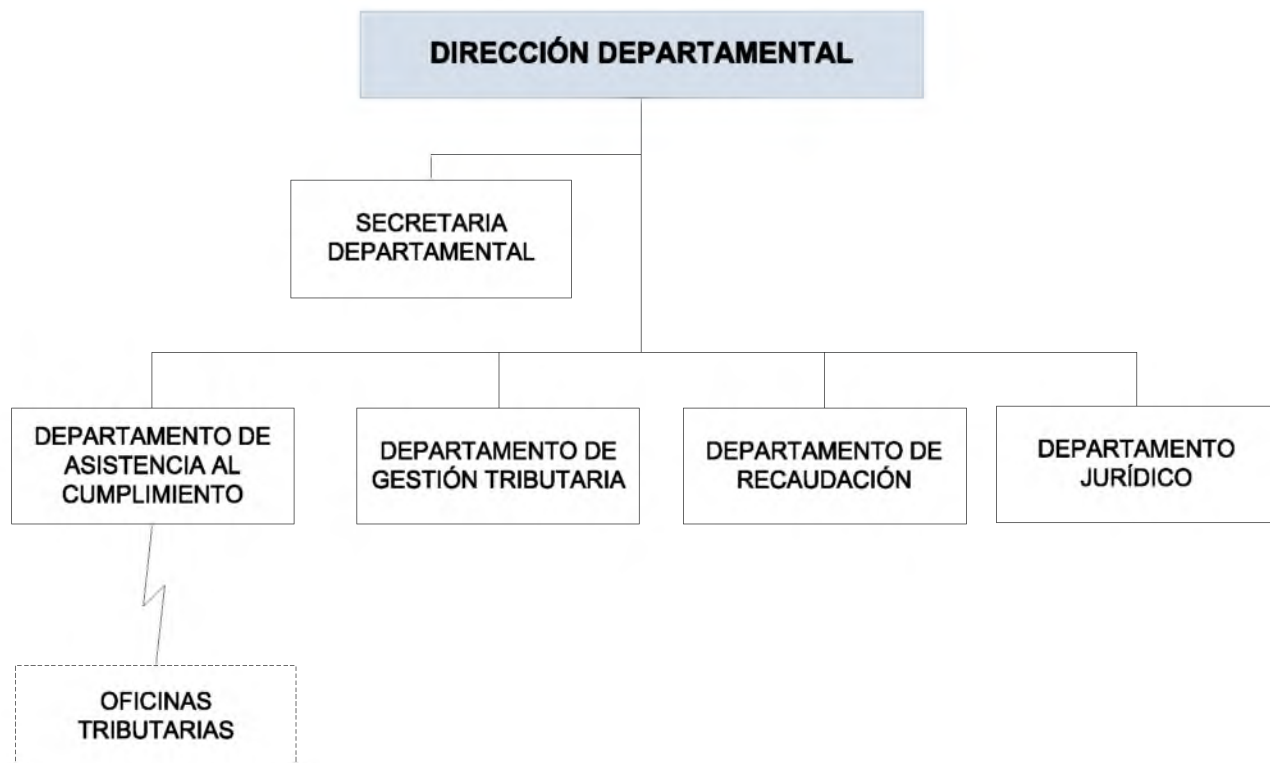 DIRECCIÓN DEPARTAMENTAL
SECRETARIA
DEPARTAMENTAL
DEPARTAMENTO DE
ASISTENCIA AL
CUMPLIMIENTO
DEPARTAMENTO DE
GESTIÓN TRIBUTARIA
DEPARTAMENTO DE
RECAUDACIÓN
DEPARTAMENTO
JURÍDICO
OFICINAS
TRIBUTARIAS